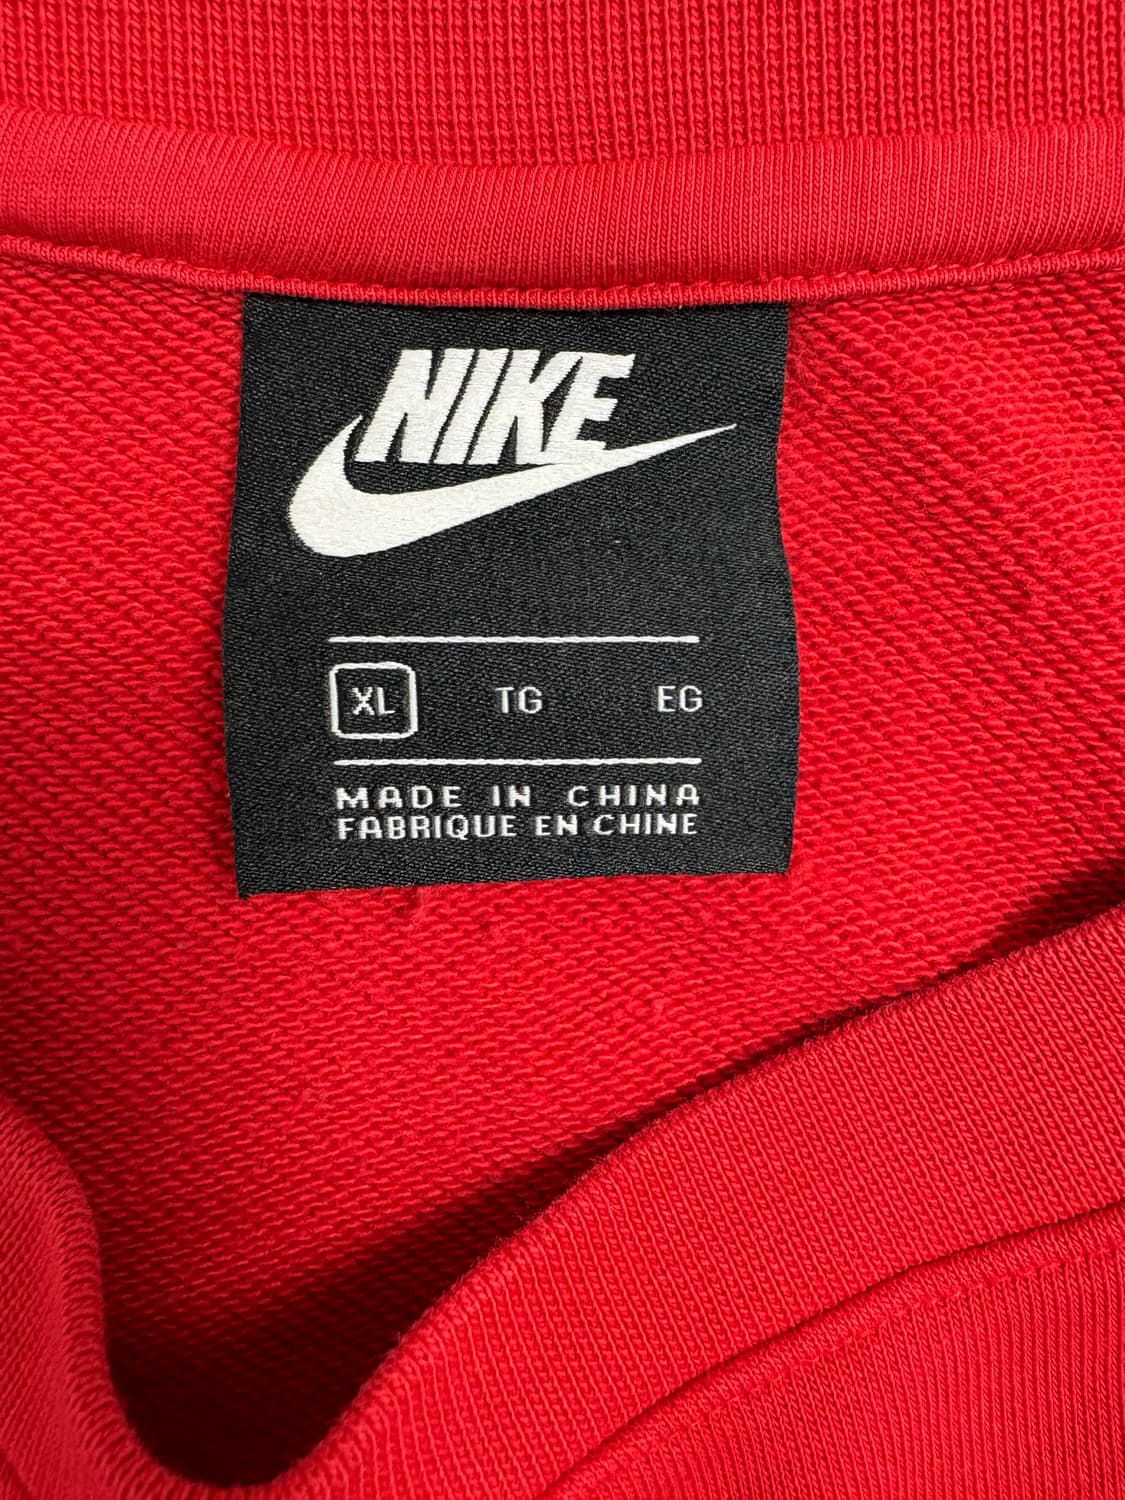 NIKE
XL TG EG
MADE IN CHINA
FABRIQUE EN CHINE